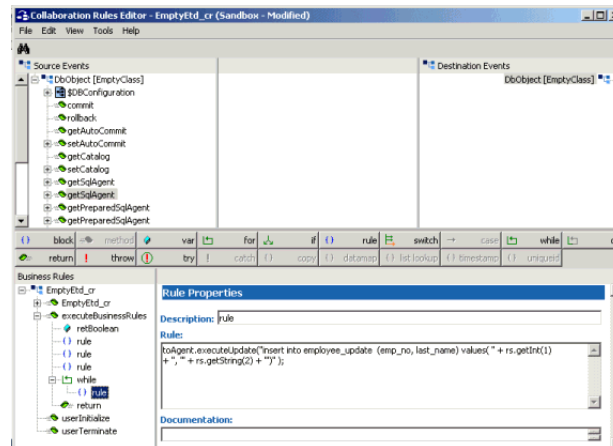 Collaboration Rules Editor - EmptyEtd_cr (Sandbox - Modified)
File Edit View Tools Help
Source Events
Destination Events
DbObject [EmptyClass]
DbObject [EmptyClass]
$DBConfiguration
commit
rollback
getAutoCommit
setAutoCommit
getCatalog
setCatalog
getSqlAgent
getSqlAgent
getPreparedSqlAgent
getPreparedSqlAgent
block method var for if rule switch case while
return throw try catch copy datamap list lookup timestamp uniqueid
Business Rules
EmptyEtd_cr
EmptyEtd_cr
executeBusinessRules
retBoolean
rule
rule
rule
while
rule
return
userInitialize
userTerminate
Rule Properties
Description: rule
Rule:
toAgent.executeUpdate("insert into employee_update (emp_no, last_name) values( " + rs.getInt(1)
+ ", '" + rs.getString(2) + "')" );
Documentation: